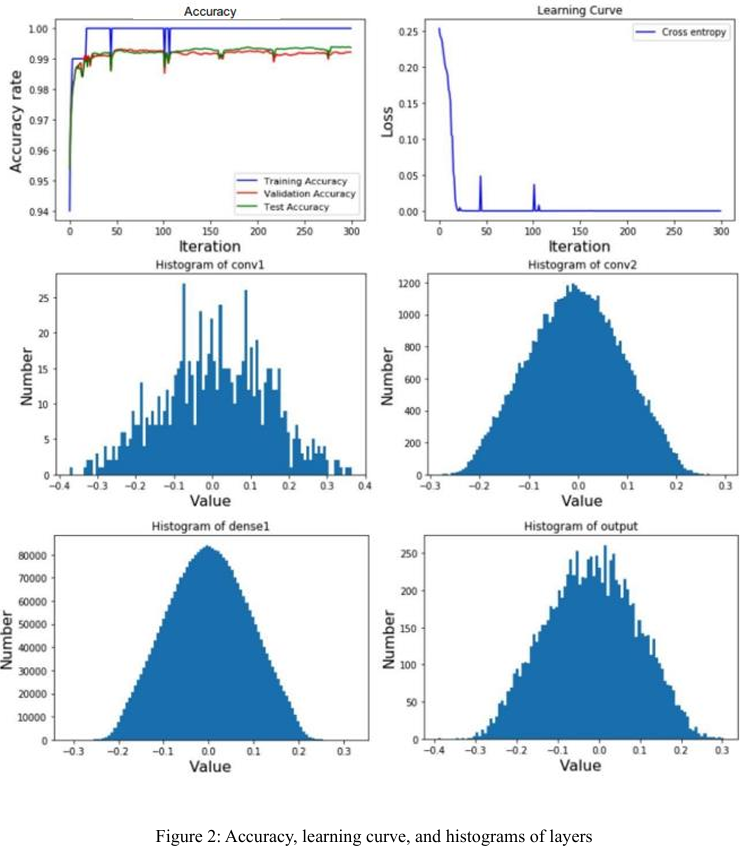 Accuracy
1.00
0.99
0.98
0.97
0.96
0.95
0.94
Accuracy rate
Training Accuracy
Validation Accuracy
Test Accuracy
0 50 100 150 200 250 300
Iteration
Learning Curve
0.25
0.20
0.15
0.10
0.05
0.00
Loss
Cross entropy
0 50 100 150 200 250 300
Iteration
Histogram of conv1
25
20
15
10
5
0
Number
−0.4 −0.3 −0.2 −0.1 0.0 0.1 0.2 0.3 0.4
Value
Histogram of conv2
1200
1000
800
600
400
200
0
Number
−0.3 −0.2 −0.1 0.0 0.1 0.2 0.3
Value
Histogram of dense1
80000
70000
60000
50000
40000
30000
20000
10000
0
Number
−0.3 −0.2 −0.1 0.0 0.1 0.2 0.3
Value
Histogram of output
250
200
150
100
50
0
Number
−0.4 −0.3 −0.2 −0.1 0.0 0.1 0.2 0.3
Value
Figure 2: Accuracy, learning curve, and histograms of layers